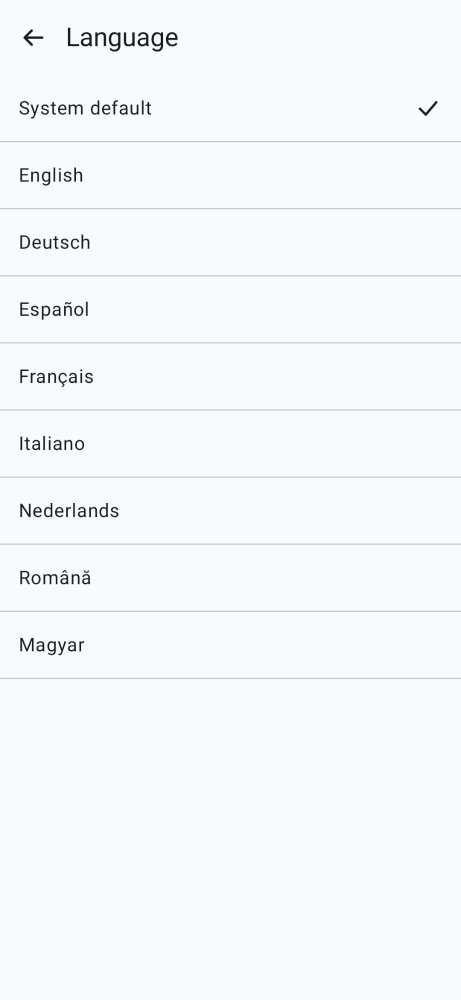 Language
System default
English
Deutsch
Español
Français
Italiano
Nederlands
Română
Magyar